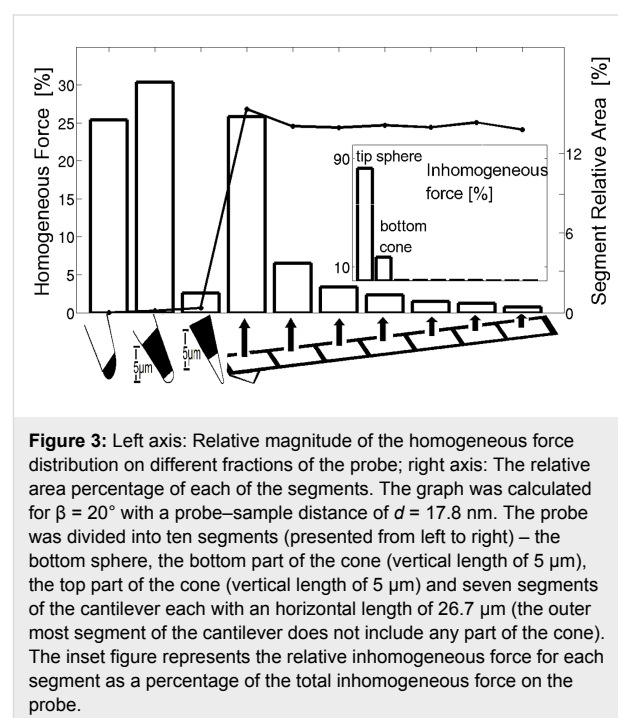 Homogeneous Force [%]
30
25
20
15
10
5
0
Segment Relative Area [%]
12
6
0
90
10
tip sphere
Inhomogeneous
force [%]
bottom
cone
5µm
5µm
Figure 3: Left axis: Relative magnitude of the homogeneous force
distribution on different fractions of the probe; right axis: The relative
area percentage of each of the segments. The graph was calculated
for β = 20° with a probe–sample distance of d = 17.8 nm. The probe
was divided into ten segments (presented from left to right) – the
bottom sphere, the bottom part of the cone (vertical length of 5 µm),
the top part of the cone (vertical length of 5 µm) and seven segments
of the cantilever each with an horizontal length of 26.7 µm (the outer
most segment of the cantilever does not include any part of the cone).
The inset figure represents the relative inhomogeneous force for each
segment as a percentage of the total inhomogeneous force on the
probe.